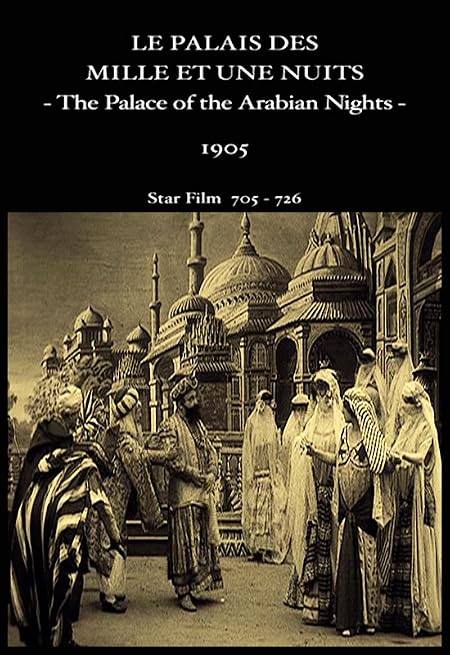 LE PALAIS DES
MILLE ET UNE NUITS
- The Palace of the Arabian Nights -
1905
Star Film 705 - 726